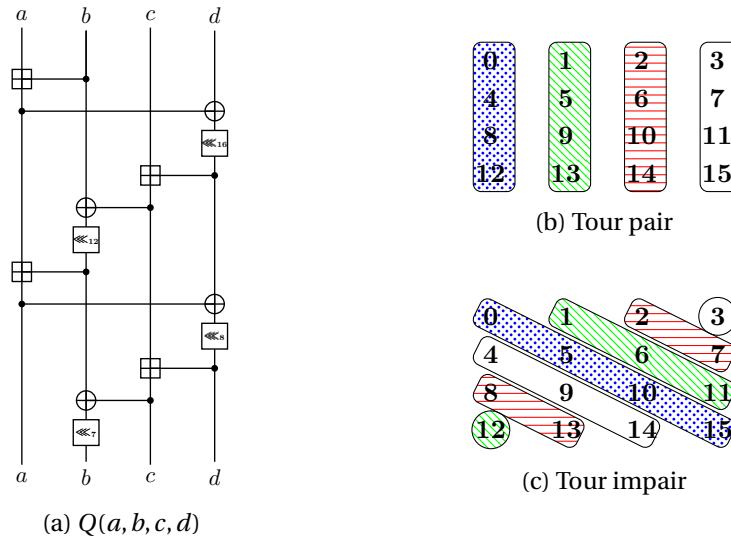 a b c d
≪16
≪12
≪8
≪7
a b c d
(a) Q(a,b,c,d)
0 1 2 3
4 5 6 7
8 9 10 11
12 13 14 15
(b) Tour pair
0 1 2 3
4 5 6 7
8 9 10 11
12 13 14 15
(c) Tour impair